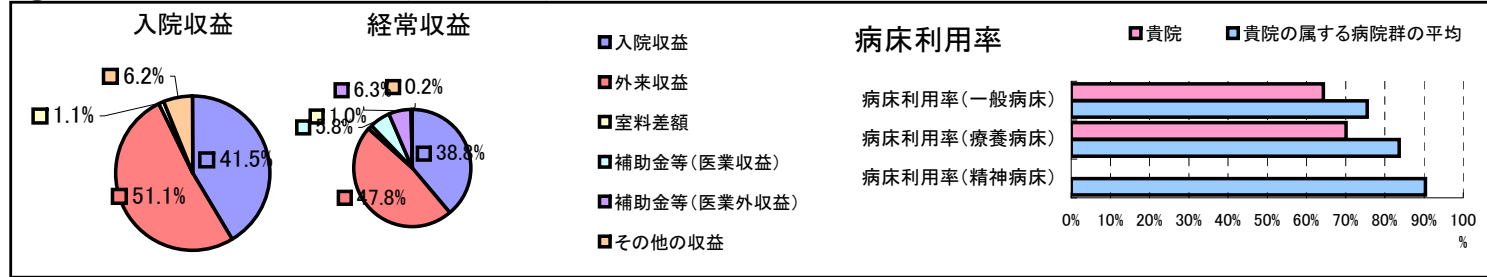 入院収益
6.2%
1.1%
41.5%
51.1%
経常収益
6.3%
0.2%
1.0%
5.8%
38.8%
47.8%
入院収益
外来収益
室料差額
補助金等(医業収益)
補助金等(医業外収益)
その他の収益
病床利用率
貴院
貴院の属する病院群の平均
病床利用率(一般病床)
病床利用率(療養病床)
病床利用率(精神病床)
0% 10% 20% 30% 40% 50% 60% 70% 80% 90% 100
%